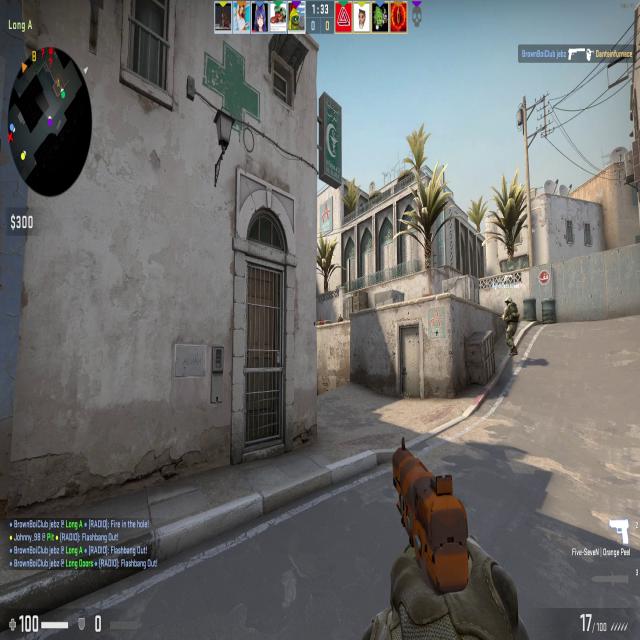 Long A
1:33
0 0
BrownBoiClub jebz Danteinfurnace
$300
BrownBoiClub jebz @ Long A • [RADIO]: Fire in the hole!
Johnny_98 @ Pit • [RADIO]: Flashbang Out!
BrownBoiClub jebz @ Long A • [RADIO]: Flashbang Out!
BrownBoiClub jebz @ Long Doors • [RADIO]: Flashbang Out!
Five-SeveN | Orange Peel
100
0
17/100